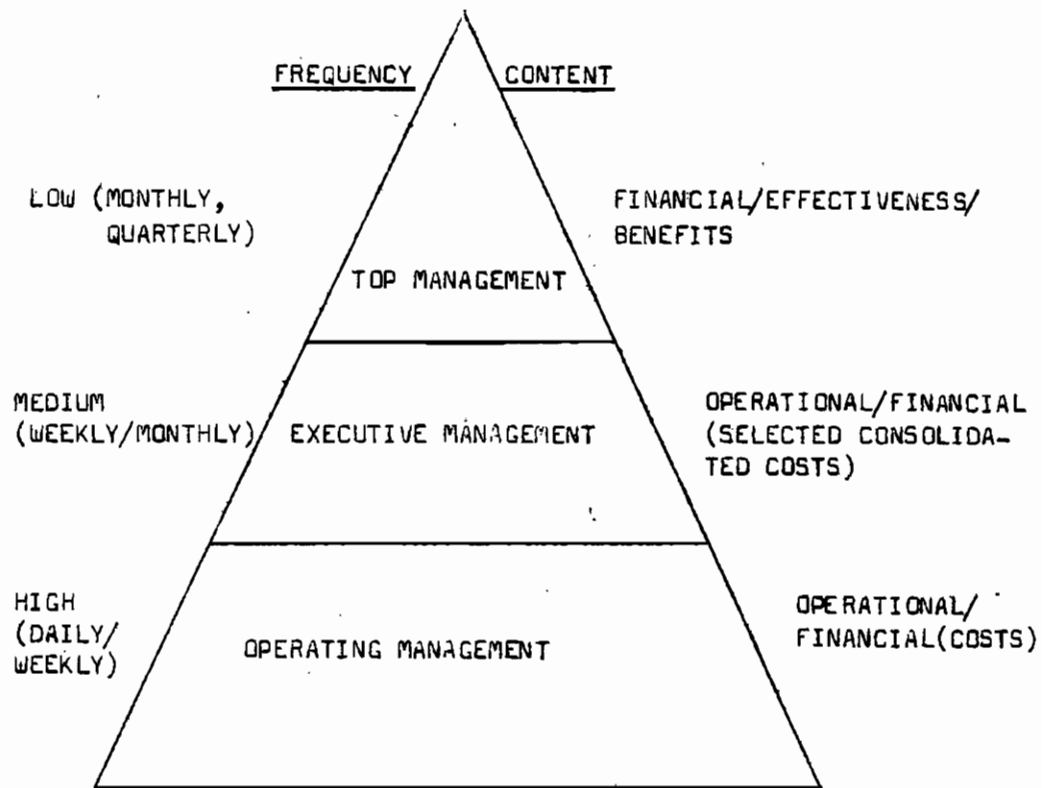 FREQUENCY
CONTENT
LOW (MONTHLY,
QUARTERLY)
FINANCIAL/EFFECTIVENESS/
BENEFITS
TOP MANAGEMENT
MEDIUM
(WEEKLY/MONTHLY)
EXECUTIVE MANAGEMENT
OPERATIONAL/FINANCIAL
(SELECTED CONSOLIDA-
TED COSTS)
HIGH
(DAILY/
WEEKLY)
OPERATING MANAGEMENT
OPERATIONAL/
FINANCIAL(COSTS)